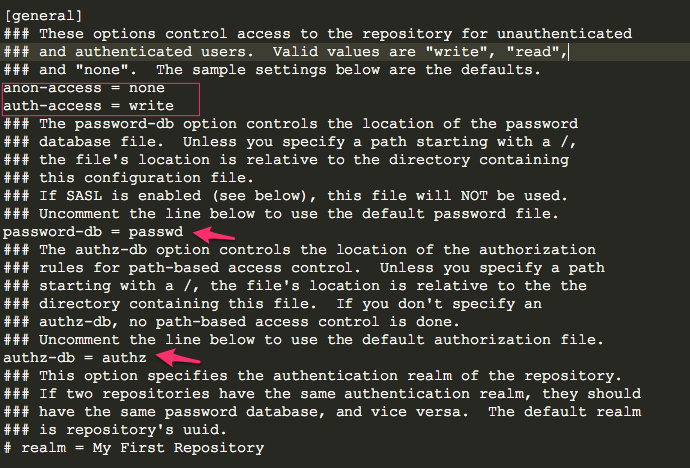 [general]
### These options control access to the repository for unauthenticated
### and authenticated users.  Valid values are "write", "read",
### and "none".  The sample settings below are the defaults.
anon-access = none
auth-access = write
### The password-db option controls the location of the password
### database file.  Unless you specify a path starting with a /,
### the file's location is relative to the directory containing
### this configuration file.
### If SASL is enabled (see below), this file will NOT be used.
### Uncomment the line below to use the default password file.
password-db = passwd
### The authz-db option controls the location of the authorization
### rules for path-based access control.  Unless you specify a path
### starting with a /, the file's location is relative to the the
### directory containing this file.  If you don't specify an
### authz-db, no path-based access control is done.
### Uncomment the line below to use the default authorization file.
authz-db = authz
### This option specifies the authentication realm of the repository.
### If two repositories have the same authentication realm, they should
### have the same password database, and vice versa.  The default realm
### is repository's uuid.
# realm = My First Repository